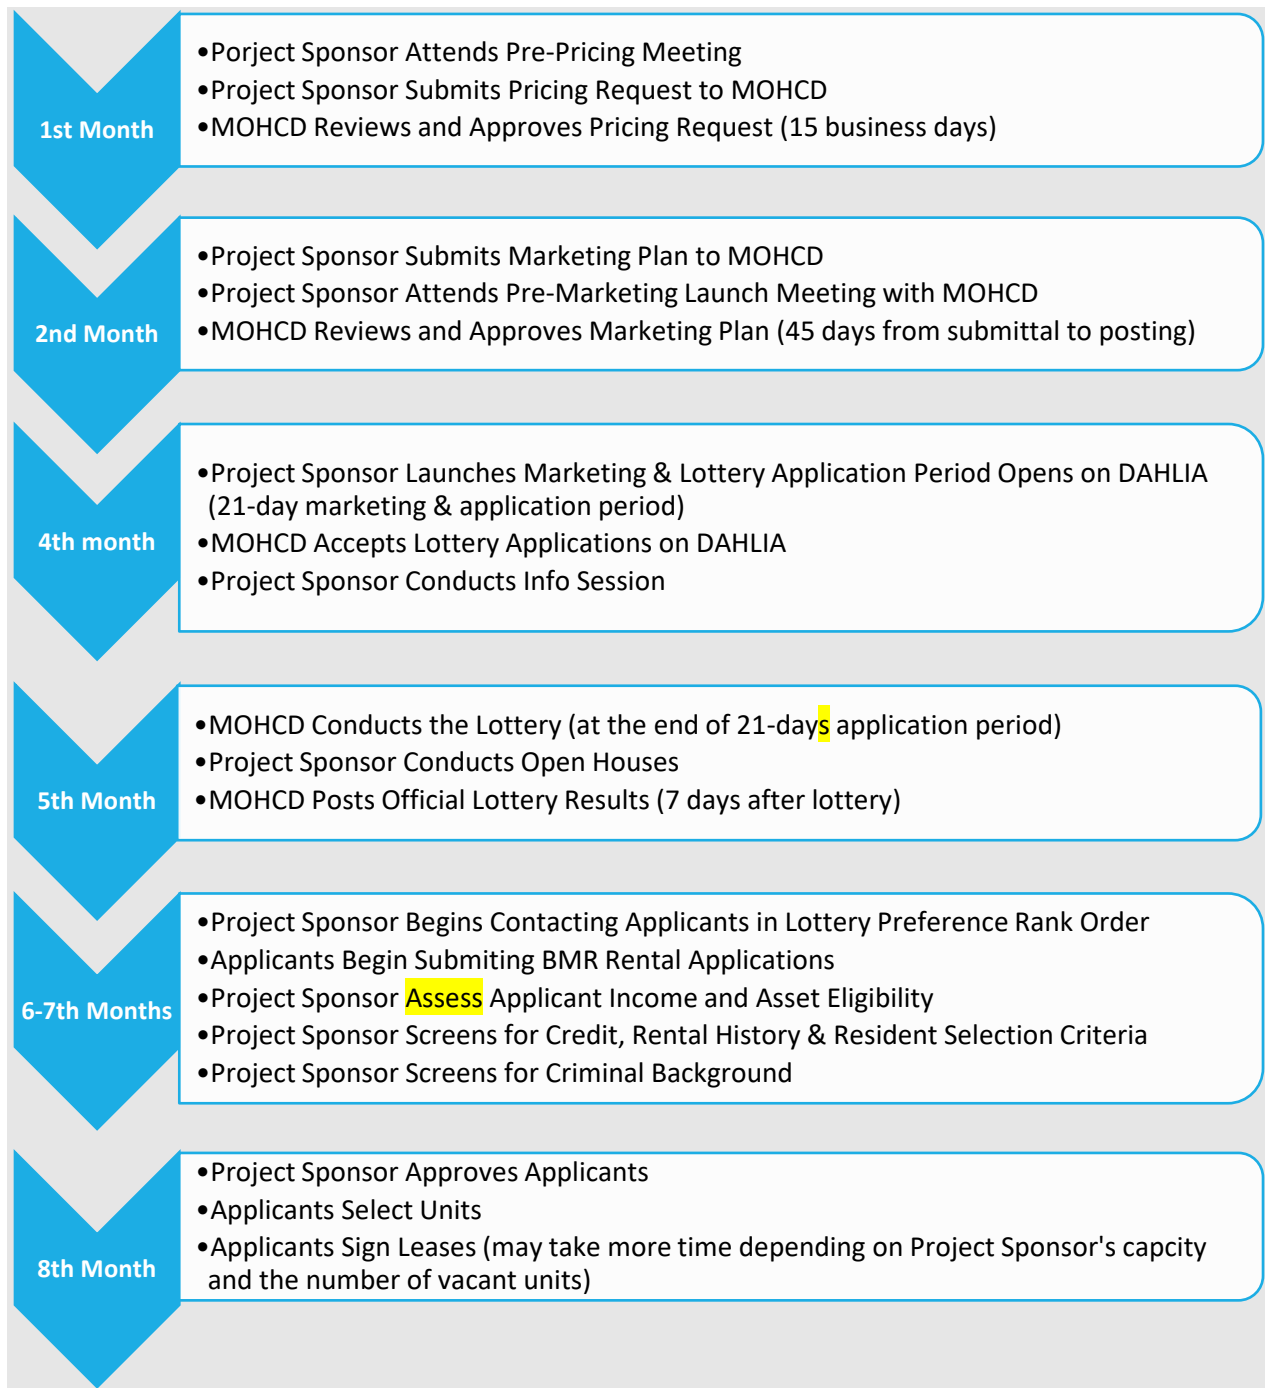 1st Month
•Porject Sponsor Attends Pre-Pricing Meeting
•Project Sponsor Submits Pricing Request to MOHCD
•MOHCD Reviews and Approves Pricing Request (15 business days)
2nd Month
•Project Sponsor Submits Marketing Plan to MOHCD
•Project Sponsor Attends Pre-Marketing Launch Meeting with MOHCD
•MOHCD Reviews and Approves Marketing Plan (45 days from submittal to posting)
4th month
•Project Sponsor Launches Marketing & Lottery Application Period Opens on DAHLIA
(21-day marketing & application period)
•MOHCD Accepts Lottery Applications on DAHLIA
•Project Sponsor Conducts Info Session
5th Month
•MOHCD Conducts the Lottery (at the end of 21-days application period)
•Project Sponsor Conducts Open Houses
•MOHCD Posts Official Lottery Results (7 days after lottery)
6-7th Months
•Project Sponsor Begins Contacting Applicants in Lottery Preference Rank Order
•Applicants Begin Submiting BMR Rental Applications
•Project Sponsor Assess Applicant Income and Asset Eligibility
•Project Sponsor Screens for Credit, Rental History & Resident Selection Criteria
•Project Sponsor Screens for Criminal Background
8th Month
•Project Sponsor Approves Applicants
•Applicants Select Units
•Applicants Sign Leases (may take more time depending on Project Sponsor's capcity
and the number of vacant units)